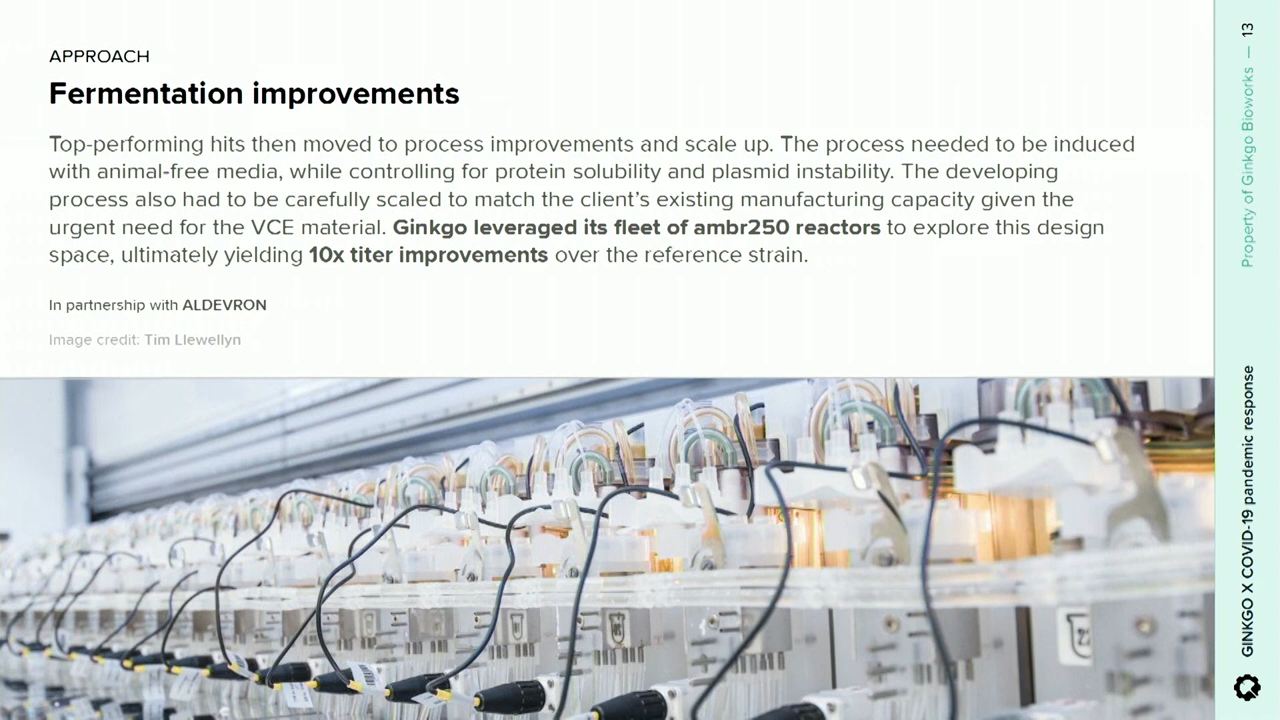 APPROACH
Fermentation improvements
Top-performing hits then moved to process improvements and scale up. The process needed to be induced
with animal-free media, while controlling for protein solubility and plasmid instability. The developing
process also had to be carefully scaled to match the client's existing manufacturing capacity given the
urgent need for the VCE material. Ginkgo leveraged its fleet of ambr250 reactors to explore this design
space, ultimately yielding 10x titer improvements over the reference strain.
In partnership with ALDEVRON
Image credit: Tim Llewellyn
Property of Ginkgo Bioworks — 13
GINKGO X COVID-19 pandemic response